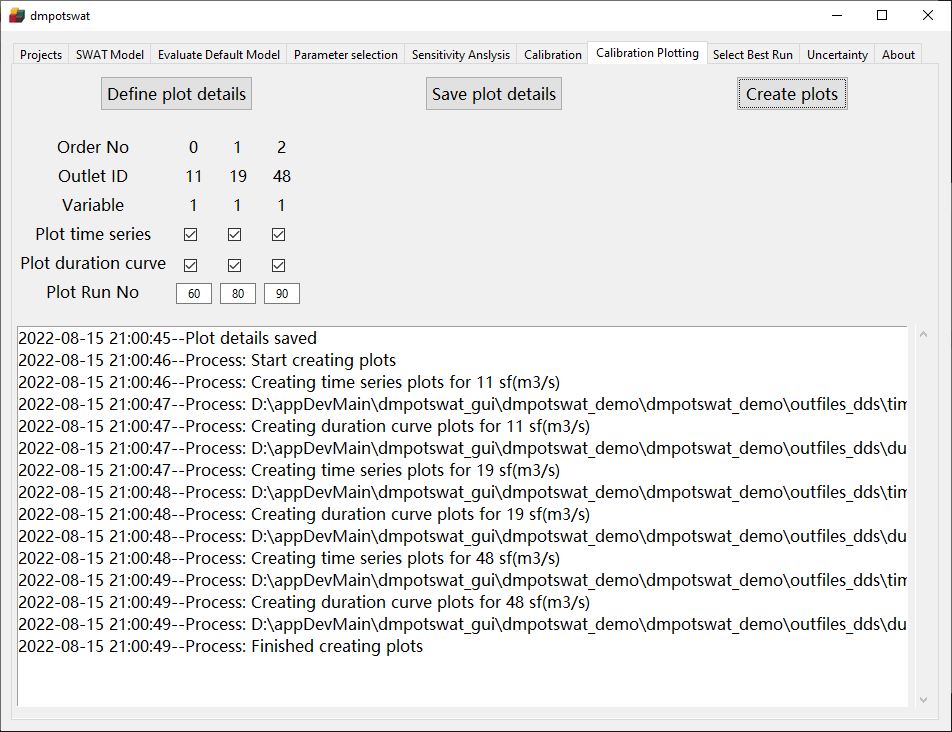 dmpotswat
Projects SWAT Model Evaluate Default Model Parameter selection Sensitivity Anlysis Calibration Calibration Plotting Select Best Run Uncertainty About
Define plot details Save plot details Create plots
Order No 0 1 2
Outlet ID 11 19 48
Variable 1 1 1
Plot time series
Plot duration curve
Plot Run No 60 80 90
2022-08-15 21:00:45--Plot details saved
2022-08-15 21:00:46--Process: Start creating plots
2022-08-15 21:00:46--Process: Creating time series plots for 11 sf(m3/s)
2022-08-15 21:00:47--Process: D:\appDevMain\dmpotswat_gui\dmpotswat_demo\dmpotswat_demo\outfiles_dds\tim
2022-08-15 21:00:47--Process: Creating duration curve plots for 11 sf(m3/s)
2022-08-15 21:00:47--Process: D:\appDevMain\dmpotswat_gui\dmpotswat_demo\dmpotswat_demo\outfiles_dds\du
2022-08-15 21:00:47--Process: Creating time series plots for 19 sf(m3/s)
2022-08-15 21:00:48--Process: D:\appDevMain\dmpotswat_gui\dmpotswat_demo\dmpotswat_demo\outfiles_dds\tim
2022-08-15 21:00:48--Process: Creating duration curve plots for 19 sf(m3/s)
2022-08-15 21:00:48--Process: D:\appDevMain\dmpotswat_gui\dmpotswat_demo\dmpotswat_demo\outfiles_dds\du
2022-08-15 21:00:48--Process: Creating time series plots for 48 sf(m3/s)
2022-08-15 21:00:49--Process: D:\appDevMain\dmpotswat_gui\dmpotswat_demo\dmpotswat_demo\outfiles_dds\tim
2022-08-15 21:00:49--Process: Creating duration curve plots for 48 sf(m3/s)
2022-08-15 21:00:49--Process: D:\appDevMain\dmpotswat_gui\dmpotswat_demo\dmpotswat_demo\outfiles_dds\du
2022-08-15 21:00:49--Process: Finished creating plots